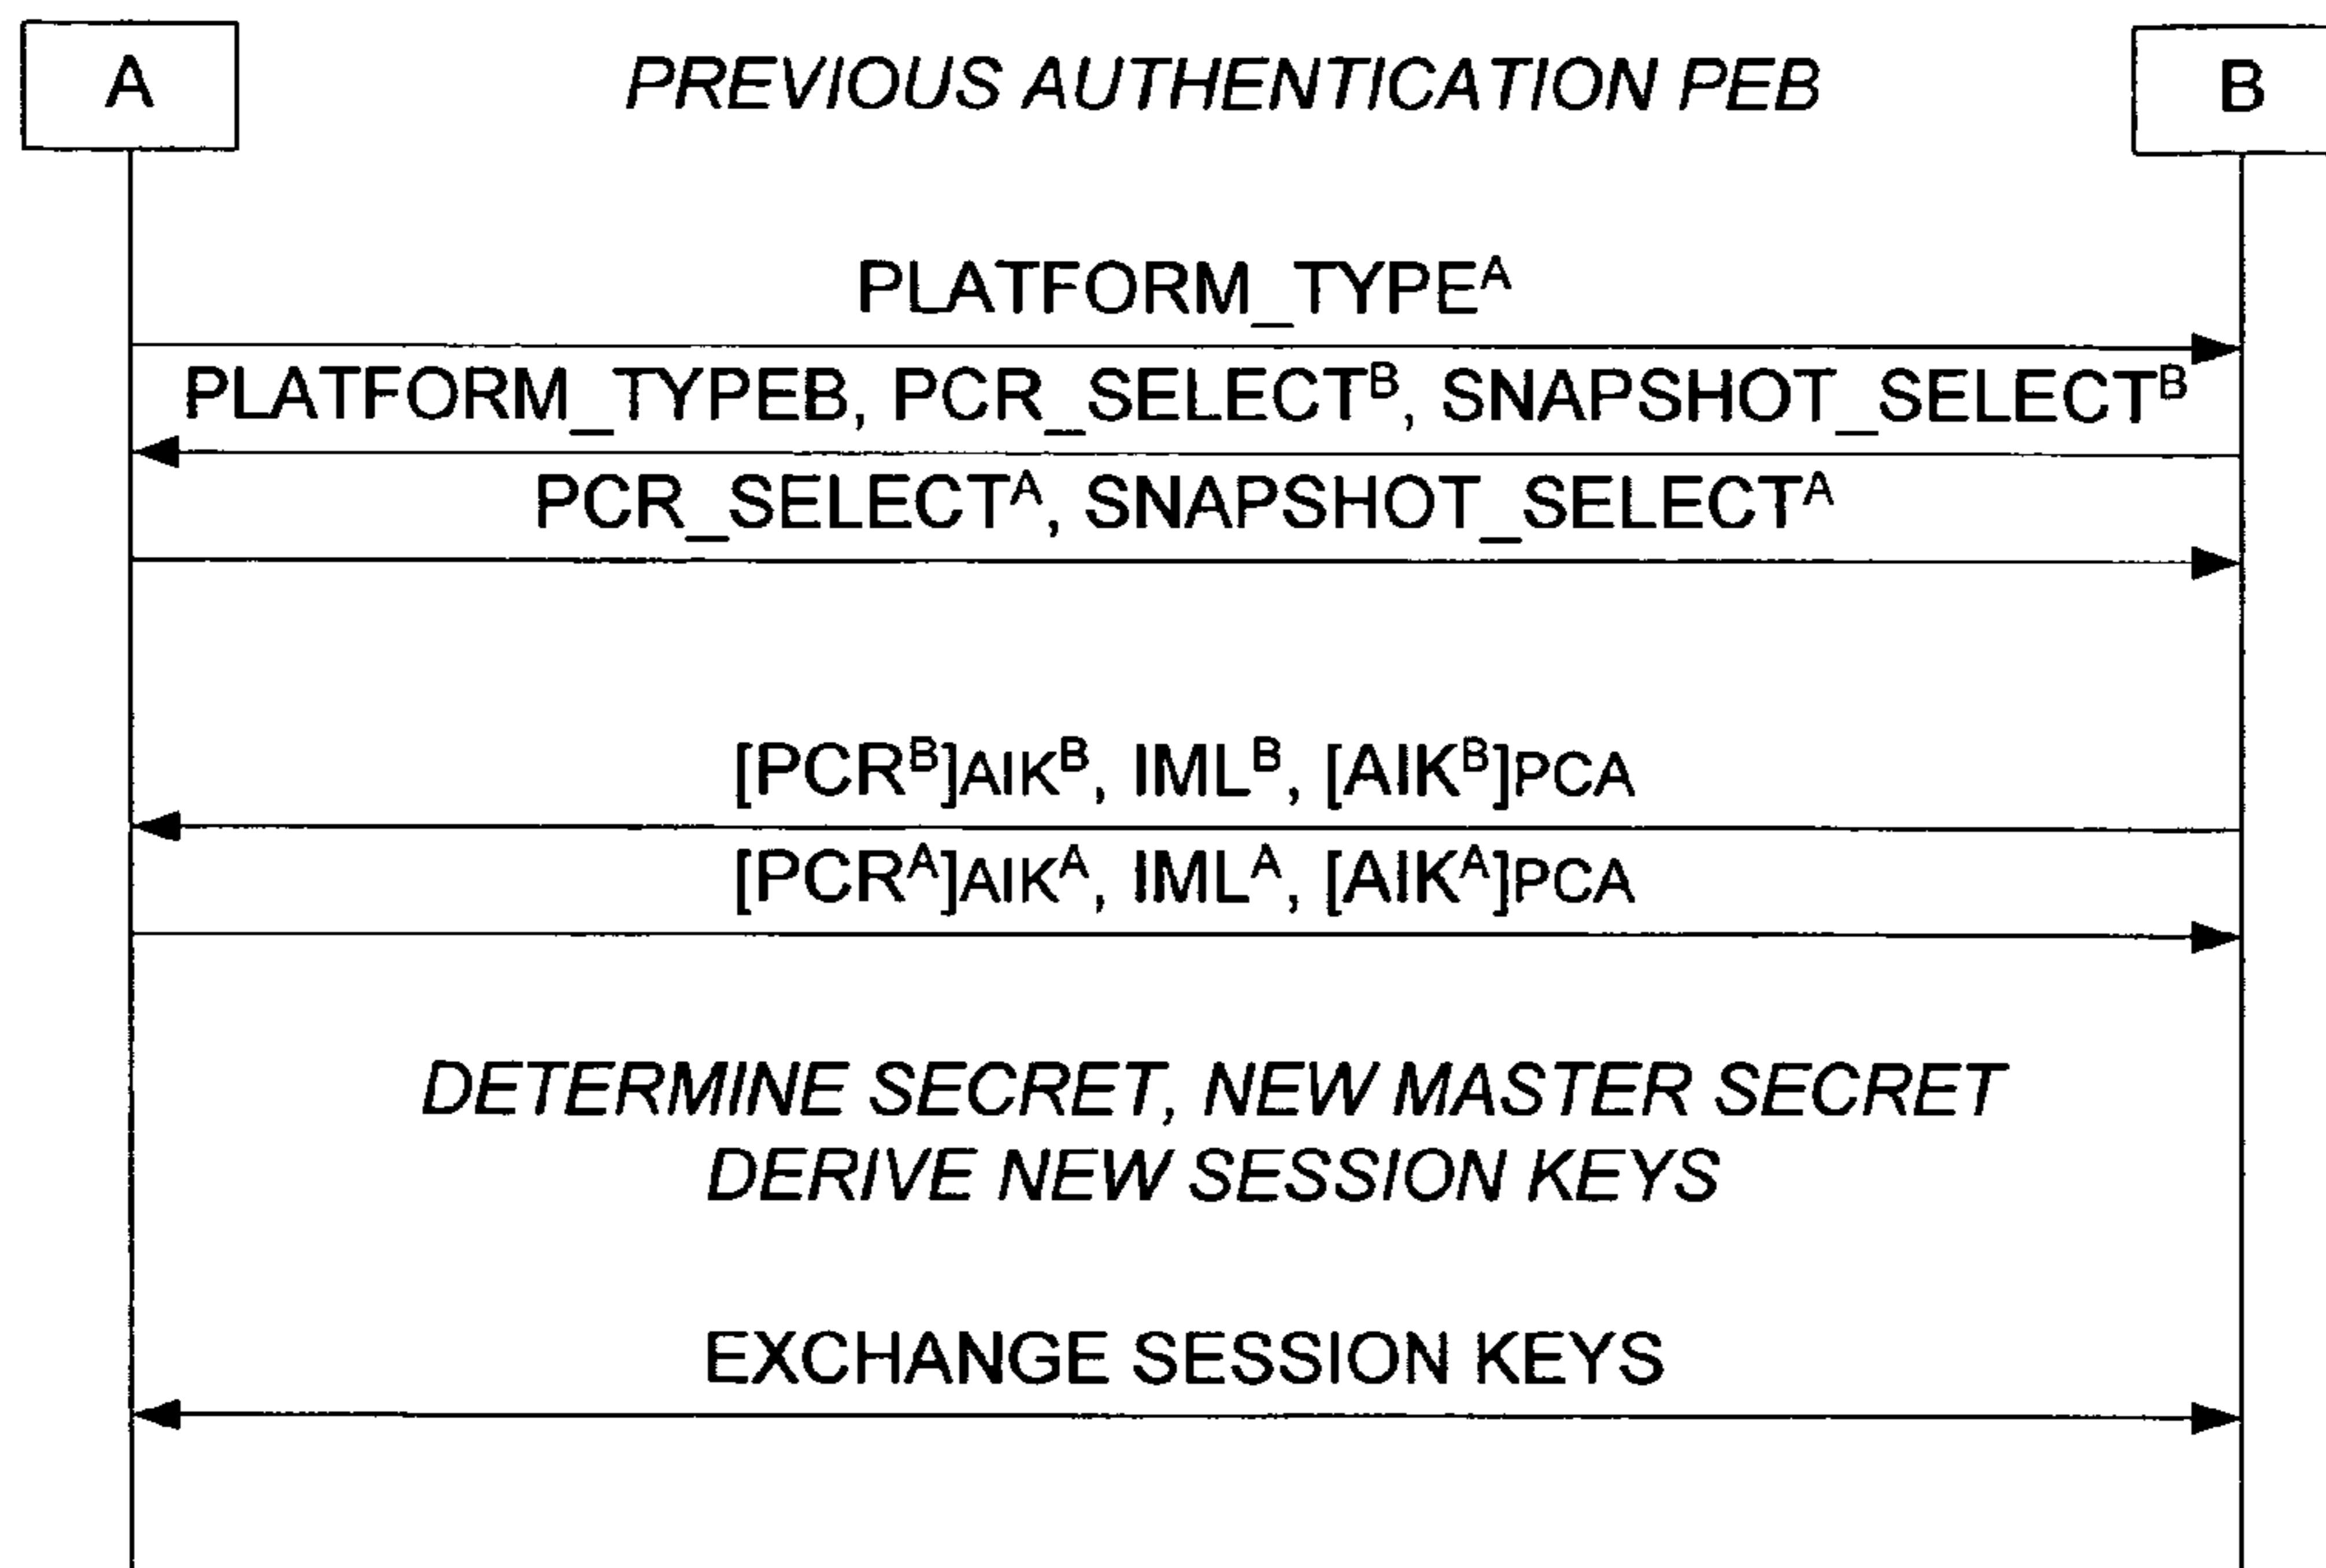 A PREVIOUS AUTHENTICATION PEB B
PLATFORM_TYPEᴬ
PLATFORM_TYPEB, PCR_SELECTᴮ, SNAPSHOT_SELECTᴮ
PCR_SELECTᴬ, SNAPSHOT_SELECTᴬ
[PCRᴮ]AIKᴮ, IMLᴮ, [AIKᴮ]PCA
[PCRᴬ]AIKᴬ, IMLᴬ, [AIKᴬ]PCA
DETERMINE SECRET, NEW MASTER SECRET
DERIVE NEW SESSION KEYS
EXCHANGE SESSION KEYS